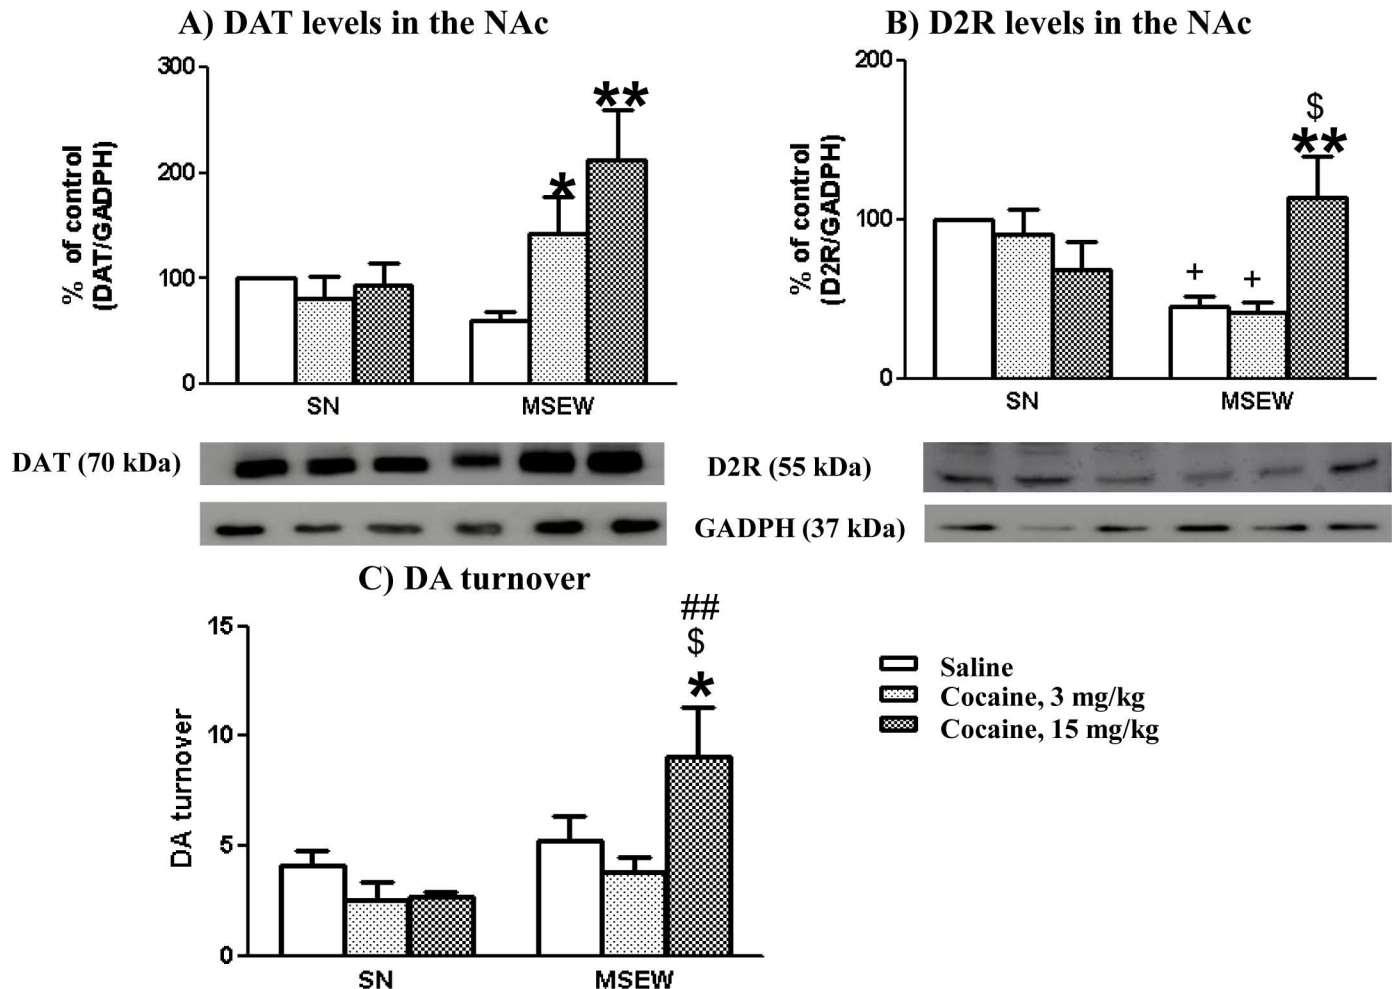 A) DAT levels in the NAc
300
200
100
0
% of control
(DAT/GADPH)
*
**
SN
MSEW
B) D2R levels in the NAc
200
100
0
% of control
(D2R/GADPH)
+
+
$
**
SN
MSEW
DAT (70 kDa)
D2R (55 kDa)
GADPH (37 kDa)
C) DA turnover
15
10
5
0
DA turnover
##
$
*
SN
MSEW
Saline
Cocaine, 3 mg/kg
Cocaine, 15 mg/kg